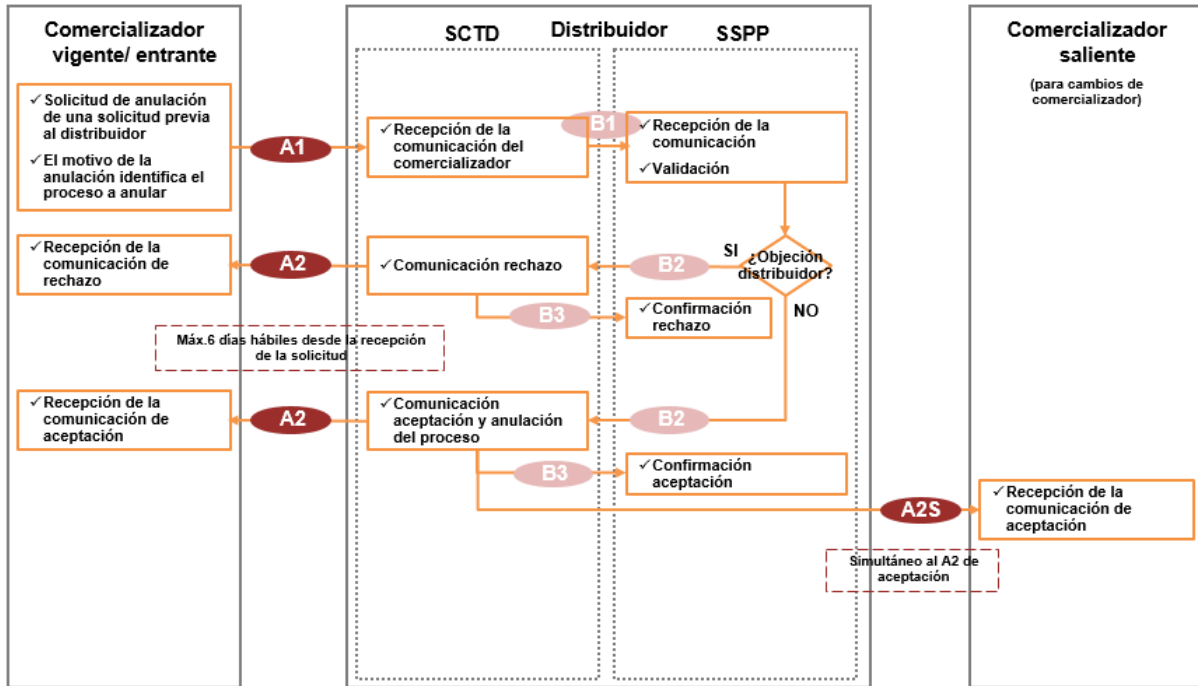 Comercializador
vigente/ entrante
SCTD
Distribuidor
SSPP
Comercializador
saliente
(para cambios de
comercializador)
✓ Solicitud de anulación
de una solicitud previa
al distribuidor
✓ El motivo de la
anulación identifica el
proceso a anular
A1
✓ Recepción de la
comunicación del
comercializador
B1
✓ Recepción de la
comunicación
✓ Validación
✓ Recepción de la
comunicación de
rechazo
A2
✓ Comunicación rechazo
B2
SI
¿Objeción
distribuidor?
NO
B3
✓ Confirmación
rechazo
Máx.6 días hábiles desde la recepción
de la solicitud
✓ Recepción de la
comunicación de
aceptación
A2
✓ Comunicación
aceptación y anulación
del proceso
B2
B3
✓ Confirmación
aceptación
A2S
✓ Recepción de la
comunicación de
aceptación
Simultáneo al A2 de
aceptación